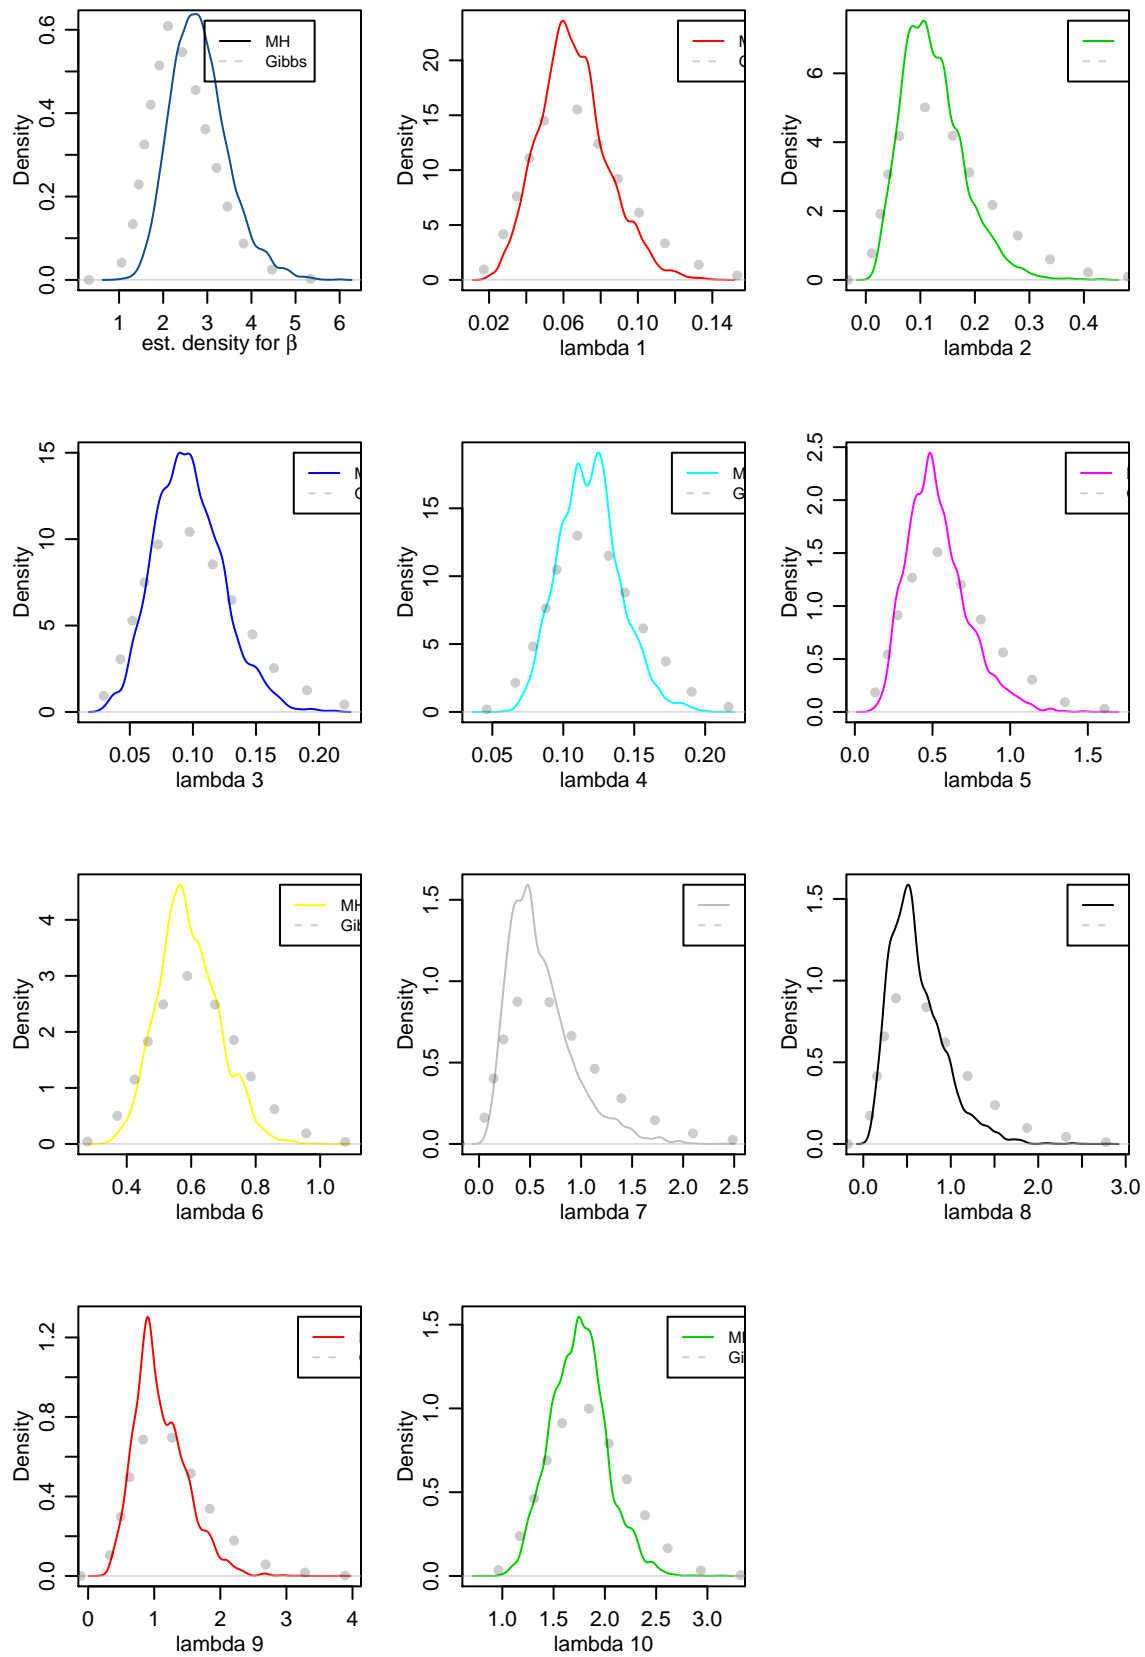 Density
0.0 0.2 0.4 0.6
1 2 3 4 5 6
est. density for β
MH
Gibbs
Density
0 5 10 15 20
0.02 0.06 0.10 0.14
lambda 1
Density
0 2 4 6
0.0 0.1 0.2 0.3 0.4
lambda 2
Density
0 5 10 15
0.05 0.10 0.15 0.20
lambda 3
Density
0 5 10 15
0.05 0.10 0.15 0.20
lambda 4
G
Density
0.0 0.5 1.0 1.5 2.0 2.5
0.0 0.5 1.0 1.5
lambda 5
Density
0 1 2 3 4
0.4 0.6 0.8 1.0
lambda 6
MH
Gib
Density
0.0 0.5 1.0 1.5
0.0 0.5 1.0 1.5 2.0 2.5
lambda 7
Density
0.0 0.5 1.0 1.5
0.0 1.0 2.0 3.0
lambda 8
Density
0.0 0.4 0.8 1.2
0 1 2 3 4
lambda 9
Density
0.0 0.5 1.0 1.5
1.0 1.5 2.0 2.5 3.0
lambda 10
M
Gi